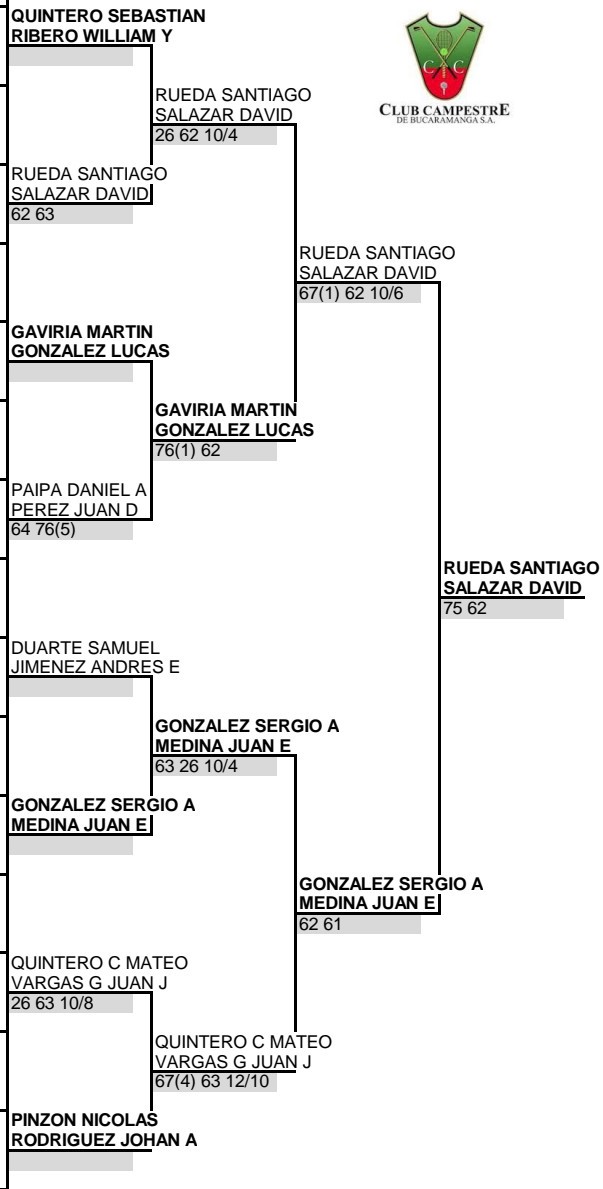 QUINTERO SEBASTIAN
RIBERO WILLIAM Y
C C
CLUB CAMPESTRE
DE BUCARAMANGA S.A.
RUEDA SANTIAGO
SALAZAR DAVID
26 62 10/4
RUEDA SANTIAGO
SALAZAR DAVID
62 63
RUEDA SANTIAGO
SALAZAR DAVID
67(1) 62 10/6
GAVIRIA MARTIN
GONZALEZ LUCAS
GAVIRIA MARTIN
GONZALEZ LUCAS
76(1) 62
PAIPA DANIEL A
PEREZ JUAN D
64 76(5)
RUEDA SANTIAGO
SALAZAR DAVID
75 62
DUARTE SAMUEL
JIMENEZ ANDRES E
GONZALEZ SERGIO A
MEDINA JUAN E
63 26 10/4
GONZALEZ SERGIO A
MEDINA JUAN E
GONZALEZ SERGIO A
MEDINA JUAN E
62 61
QUINTERO C MATEO
VARGAS G JUAN J
26 63 10/8
QUINTERO C MATEO
VARGAS G JUAN J
67(4) 63 12/10
PINZON NICOLAS
RODRIGUEZ JOHAN A